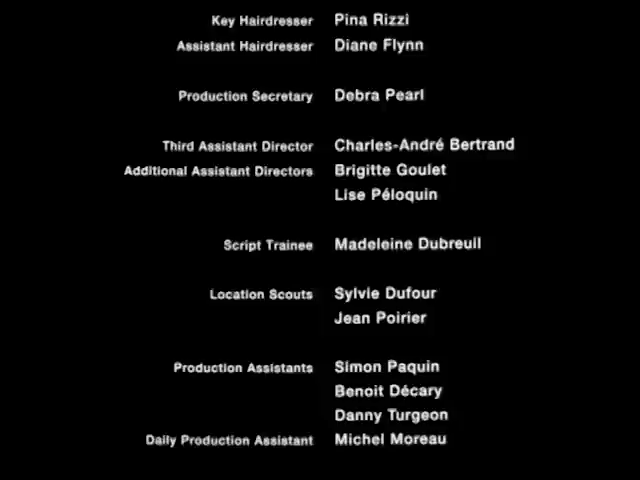 Key Hairdresser Pina Rizzi
Assistant Hairdresser Diane Flynn
Production Secretary Debra Pearl
Third Assistant Director Charles-André Bertrand
Additional Assistant Directors Brigitte Goulet
Lise Péloquin
Script Trainee Madeleine Dubreuil
Location Scouts Sylvie Dufour
Jean Poirier
Production Assistants Simon Paquin
Benoit Décary
Danny Turgeon
Daily Production Assistant Michel Moreau